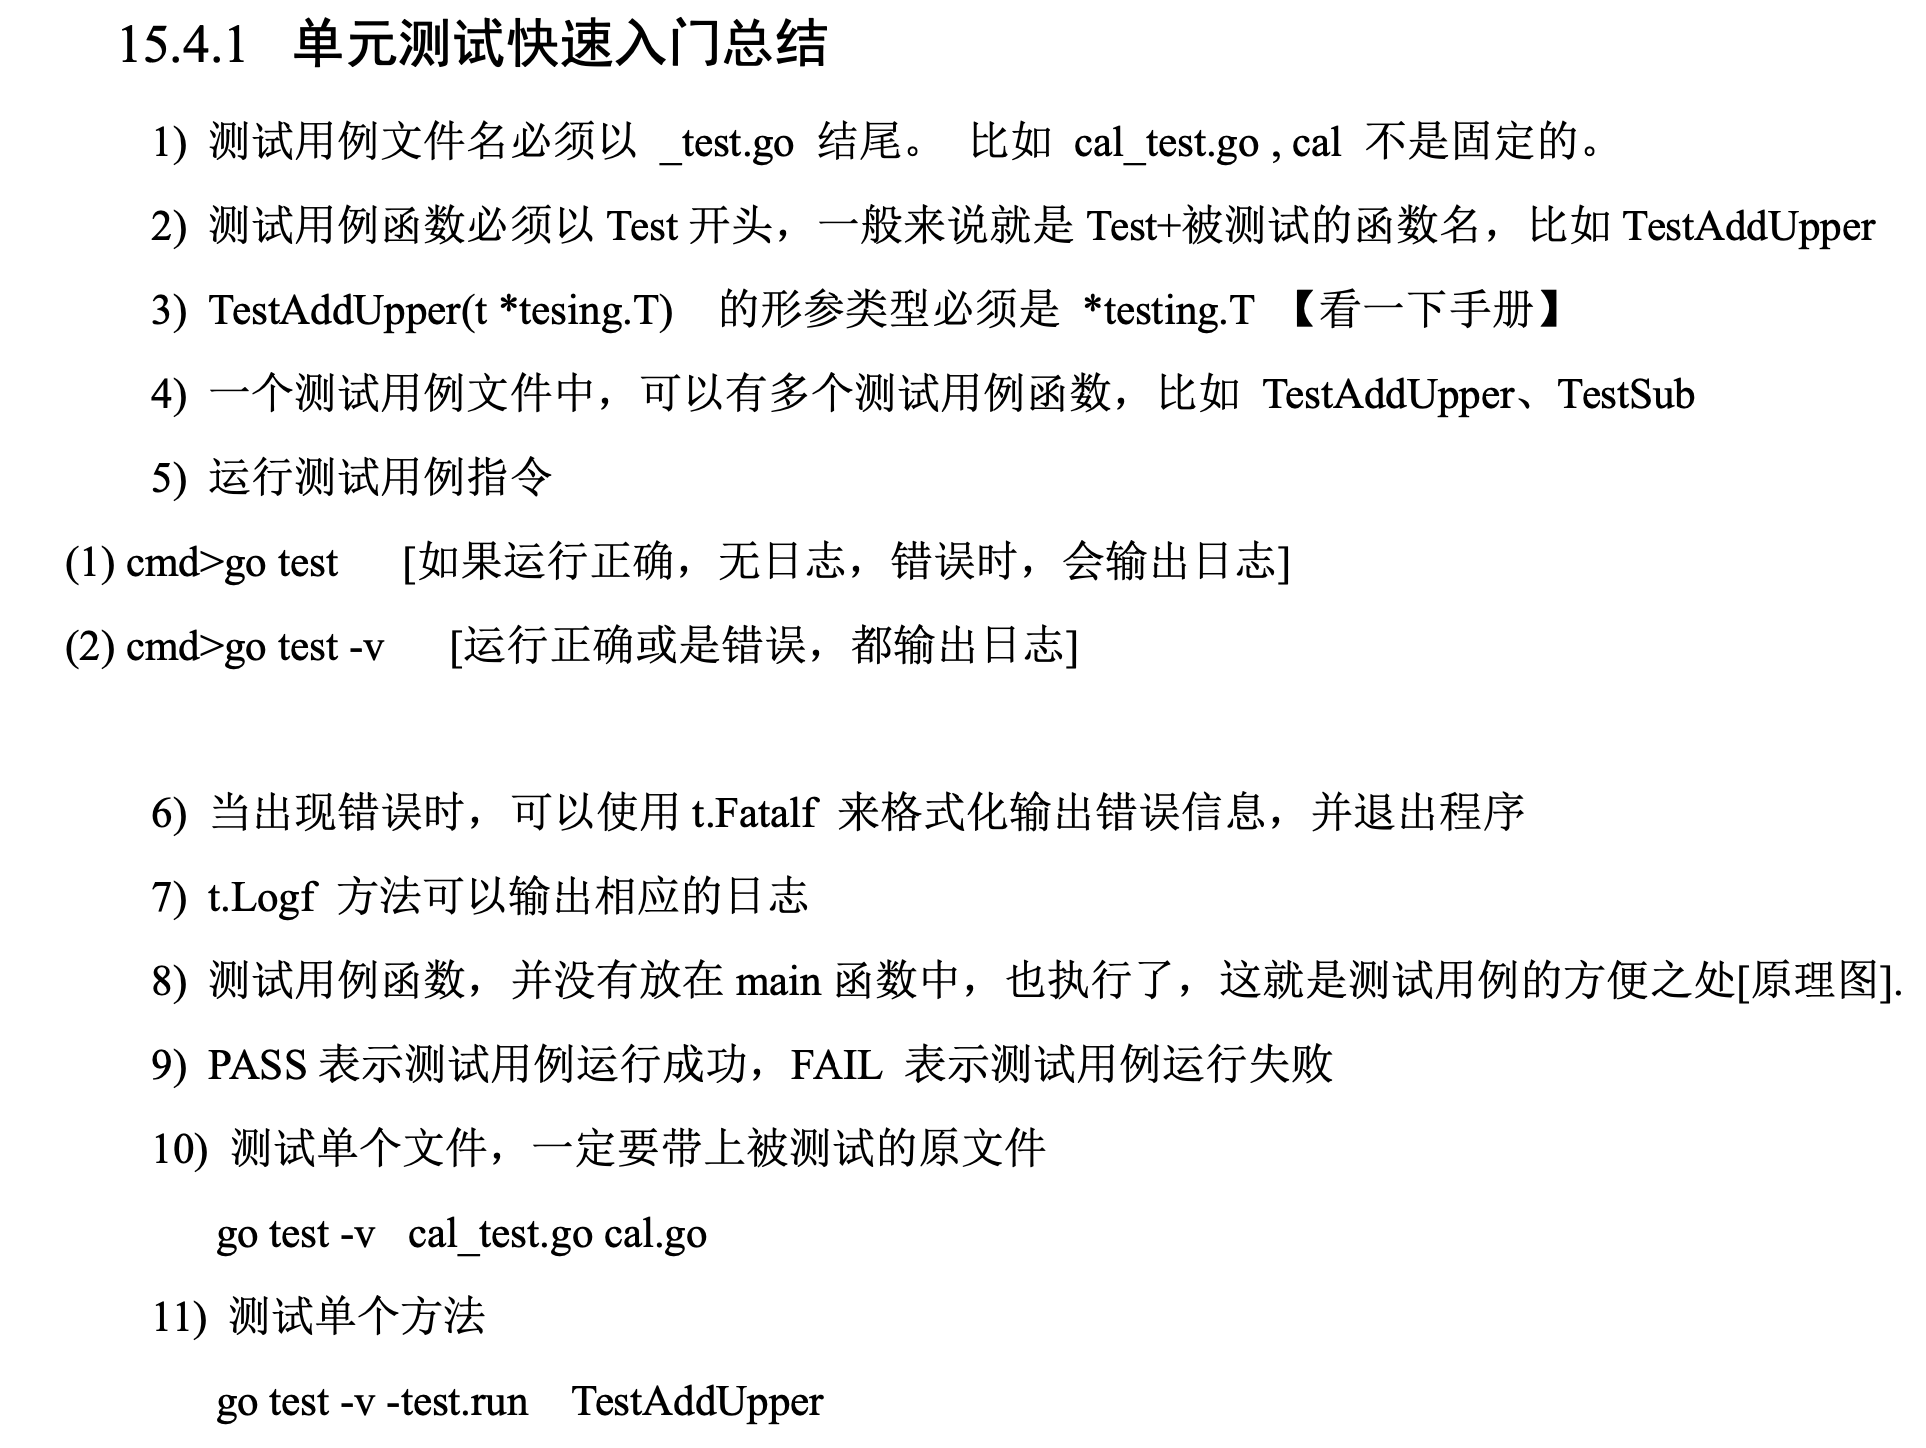 15.4.1 单元测试快速入门总结
1) 测试用例文件名必须以 _test.go 结尾。 比如 cal_test.go , cal 不是固定的。
2) 测试用例函数必须以 Test 开头，一般来说就是 Test+被测试的函数名，比如 TestAddUpper
3) TestAddUpper(t *tesing.T) 的形参类型必须是 *testing.T 【看一下手册】
4) 一个测试用例文件中，可以有多个测试用例函数，比如 TestAddUpper、TestSub
5) 运行测试用例指令
(1) cmd>go test [如果运行正确，无日志，错误时，会输出日志]
(2) cmd>go test -v [运行正确或是错误，都输出日志]
6) 当出现错误时，可以使用 t.Fatalf 来格式化输出错误信息，并退出程序
7) t.Logf 方法可以输出相应的日志
8) 测试用例函数，并没有放在 main 函数中，也执行了，这就是测试用例的方便之处[原理图].
9) PASS 表示测试用例运行成功，FAIL 表示测试用例运行失败
10) 测试单个文件，一定要带上被测试的原文件
go test -v cal_test.go cal.go
11) 测试单个方法
go test -v -test.run TestAddUpper